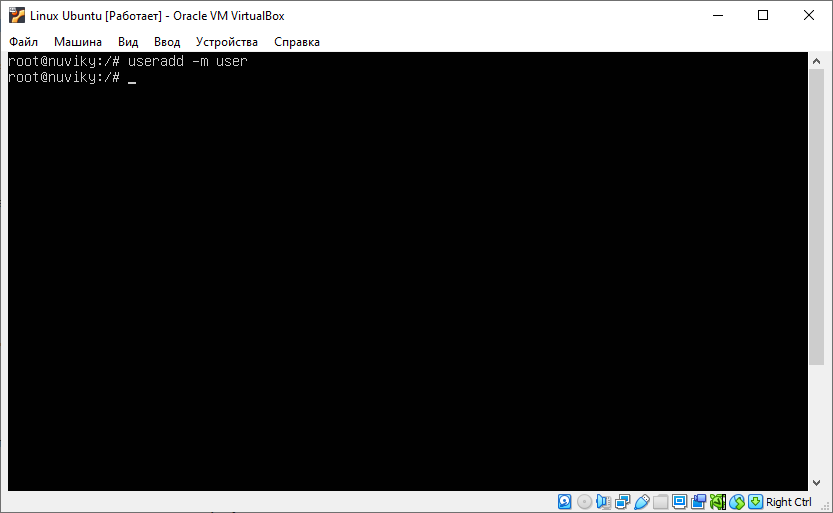 Linux Ubuntu [Работает] - Oracle VM VirtualBox
Файл Машина Вид Ввод Устройства Справка
root@nuviky:/# useradd -m user
root@nuviky:/# _
Right Ctrl